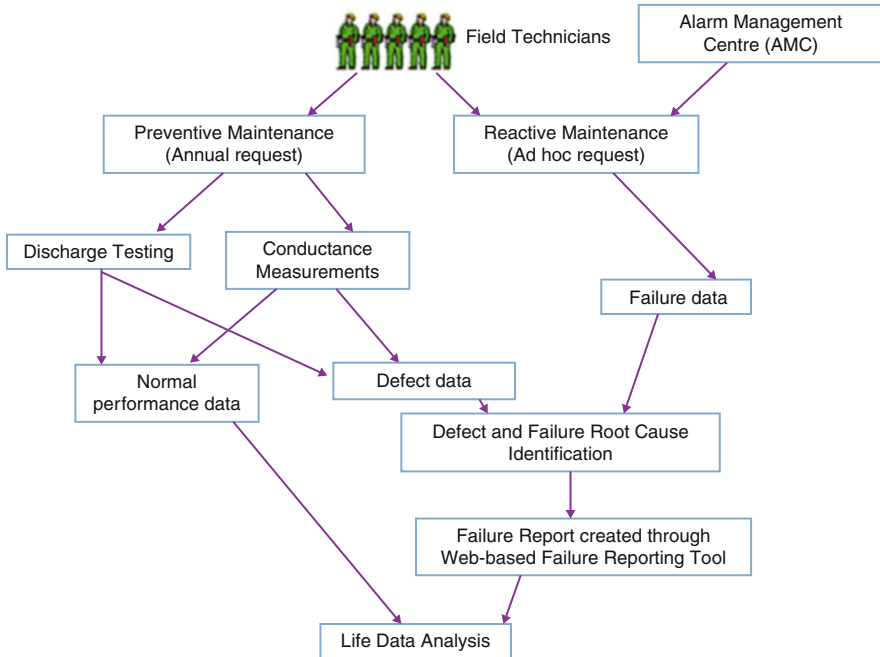 Field Technicians
Alarm Management
Centre (AMC)
Preventive Maintenance
(Annual request)
Reactive Maintenance
(Ad hoc request)
Discharge Testing
Conductance
Measurements
Failure data
Normal
performance data
Defect data
Defect and Failure Root Cause
Identification
Failure Report created through
Web-based Failure Reporting Tool
Life Data Analysis